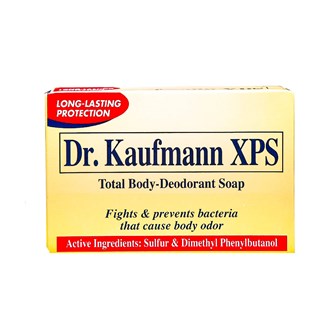 LONG-LASTING
PROTECTION
Dr. Kaufmann XPS
Total Body-Deodorant Soap
Fights & prevents bacteria
that cause body odor
Active Ingredients: Sulfur & Dimethyl Phenylbutanol